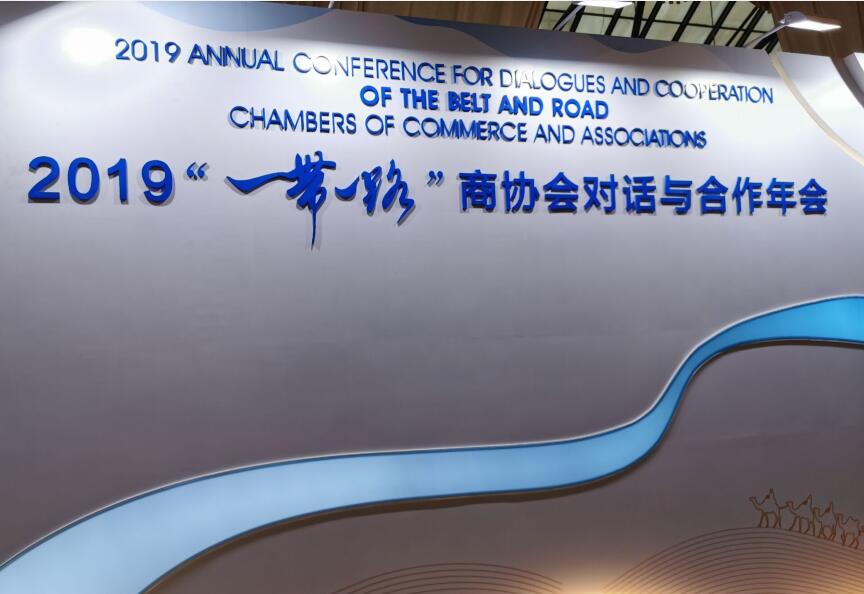 2019 ANNUAL CONFERENCE FOR DIALOGUES AND COOPERATION
OF THE BELT AND ROAD
CHAMBERS OF COMMERCE AND ASSOCIATIONS
2019“一带一路”商协会对话与合作年会